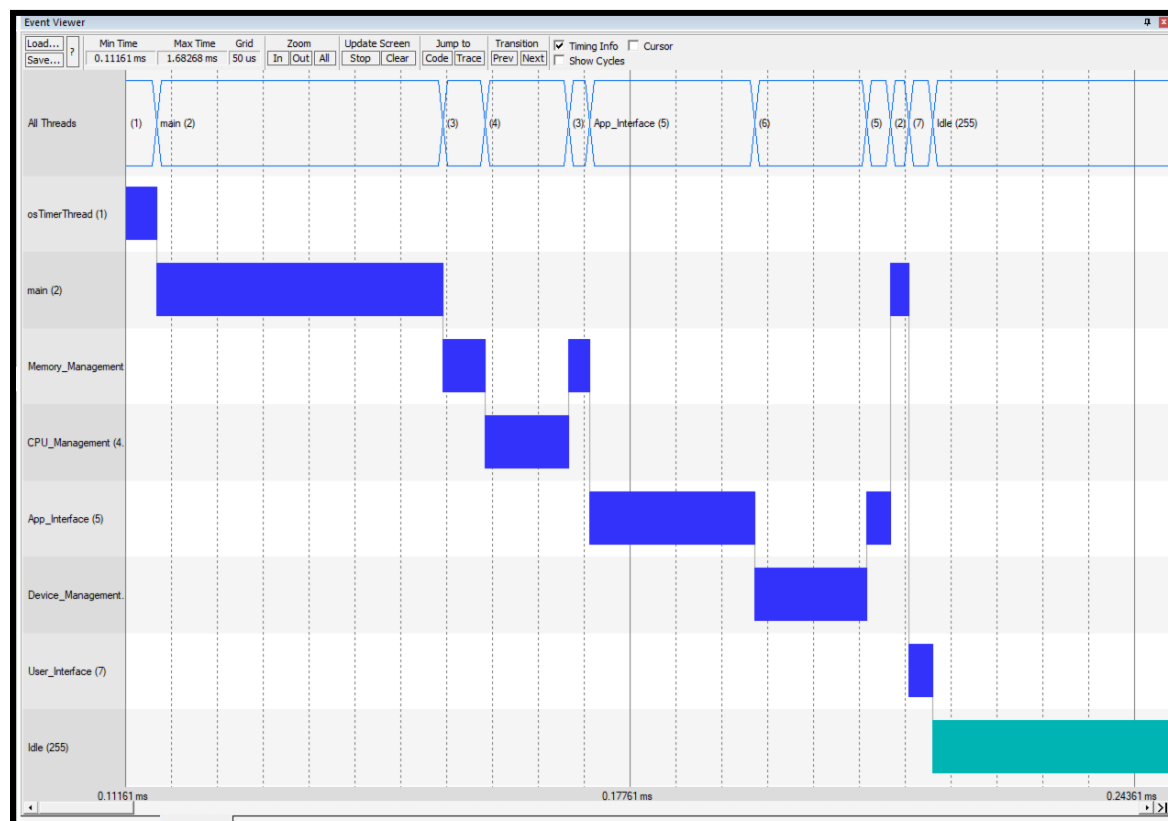 Event Viewer
Load... Min Time Max Time Grid Zoom Update Screen Jump to Transition Timing Info Cursor
Save... ? 0.11161 ms 1.68268 ms 50 us In Out All Stop Clear Code Trace Prev Next Show Cycles
All Threads (1) main (2) (3) (4) (3) App_Interface (5) (6) (5) (2) (7) Idle (255)
osTimerThread (1)
main (2)
Memory_Management
CPU_Management (4.
App_Interface (5)
Device_Management.
User_Interface (7)
Idle (255)
0.11161 ms 0.17761 ms 0.24361 ms